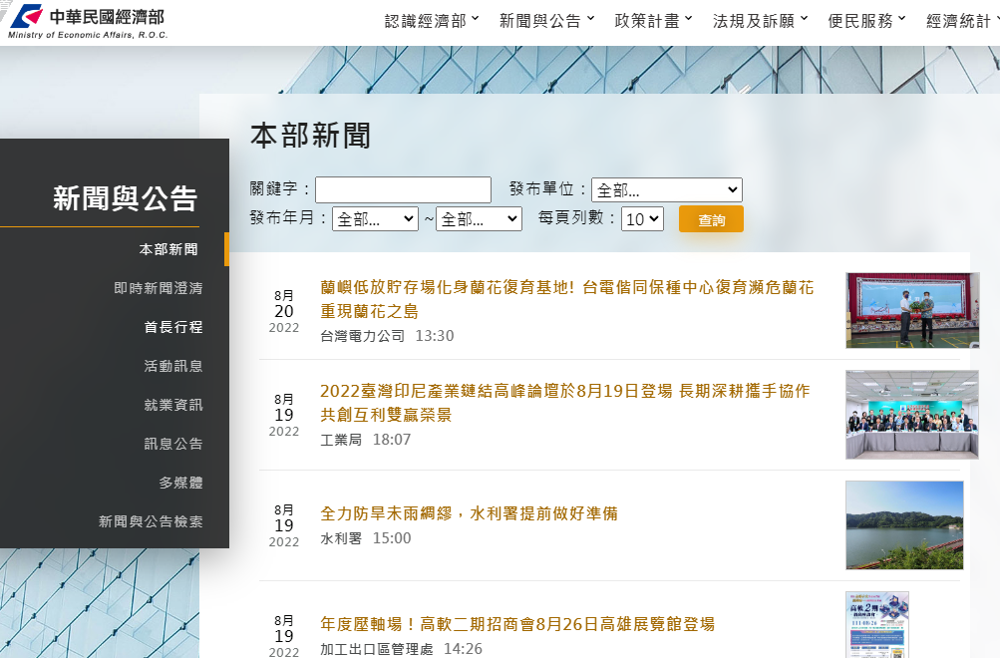 中華民國經濟部
Ministry of Economic Affairs, R.O.C.
認識經濟部 新聞與公告 政策計畫 法規及訴願 便民服務 經濟統計
本部新聞
關鍵字： 發布單位： 全部...
發布年月： 全部... ~ 全部... 每頁列數： 10 查詢
新聞與公告
本部新聞
即時新聞澄清
首長行程
活動訊息
就業資訊
訊息公告
多媒體
新聞與公告檢索
8月
20
2022
蘭嶼低放貯存場化身蘭花復育基地! 台電偕同保種中心復育瀕危蘭花
重現蘭花之島
台灣電力公司 13:30
8月
19
2022
2022臺灣印尼產業鏈結高峰論壇於8月19日登場 長期深耕攜手協作
共創互利雙贏榮景
工業局 18:07
8月
19
2022
全力防旱未雨綢繆，水利署提前做好準備
水利署 15:00
8月
19
2022
年度壓軸場！高軟二期招商會8月26日高雄展覽館登場
加工出口區管理處 14:26
高軟2期